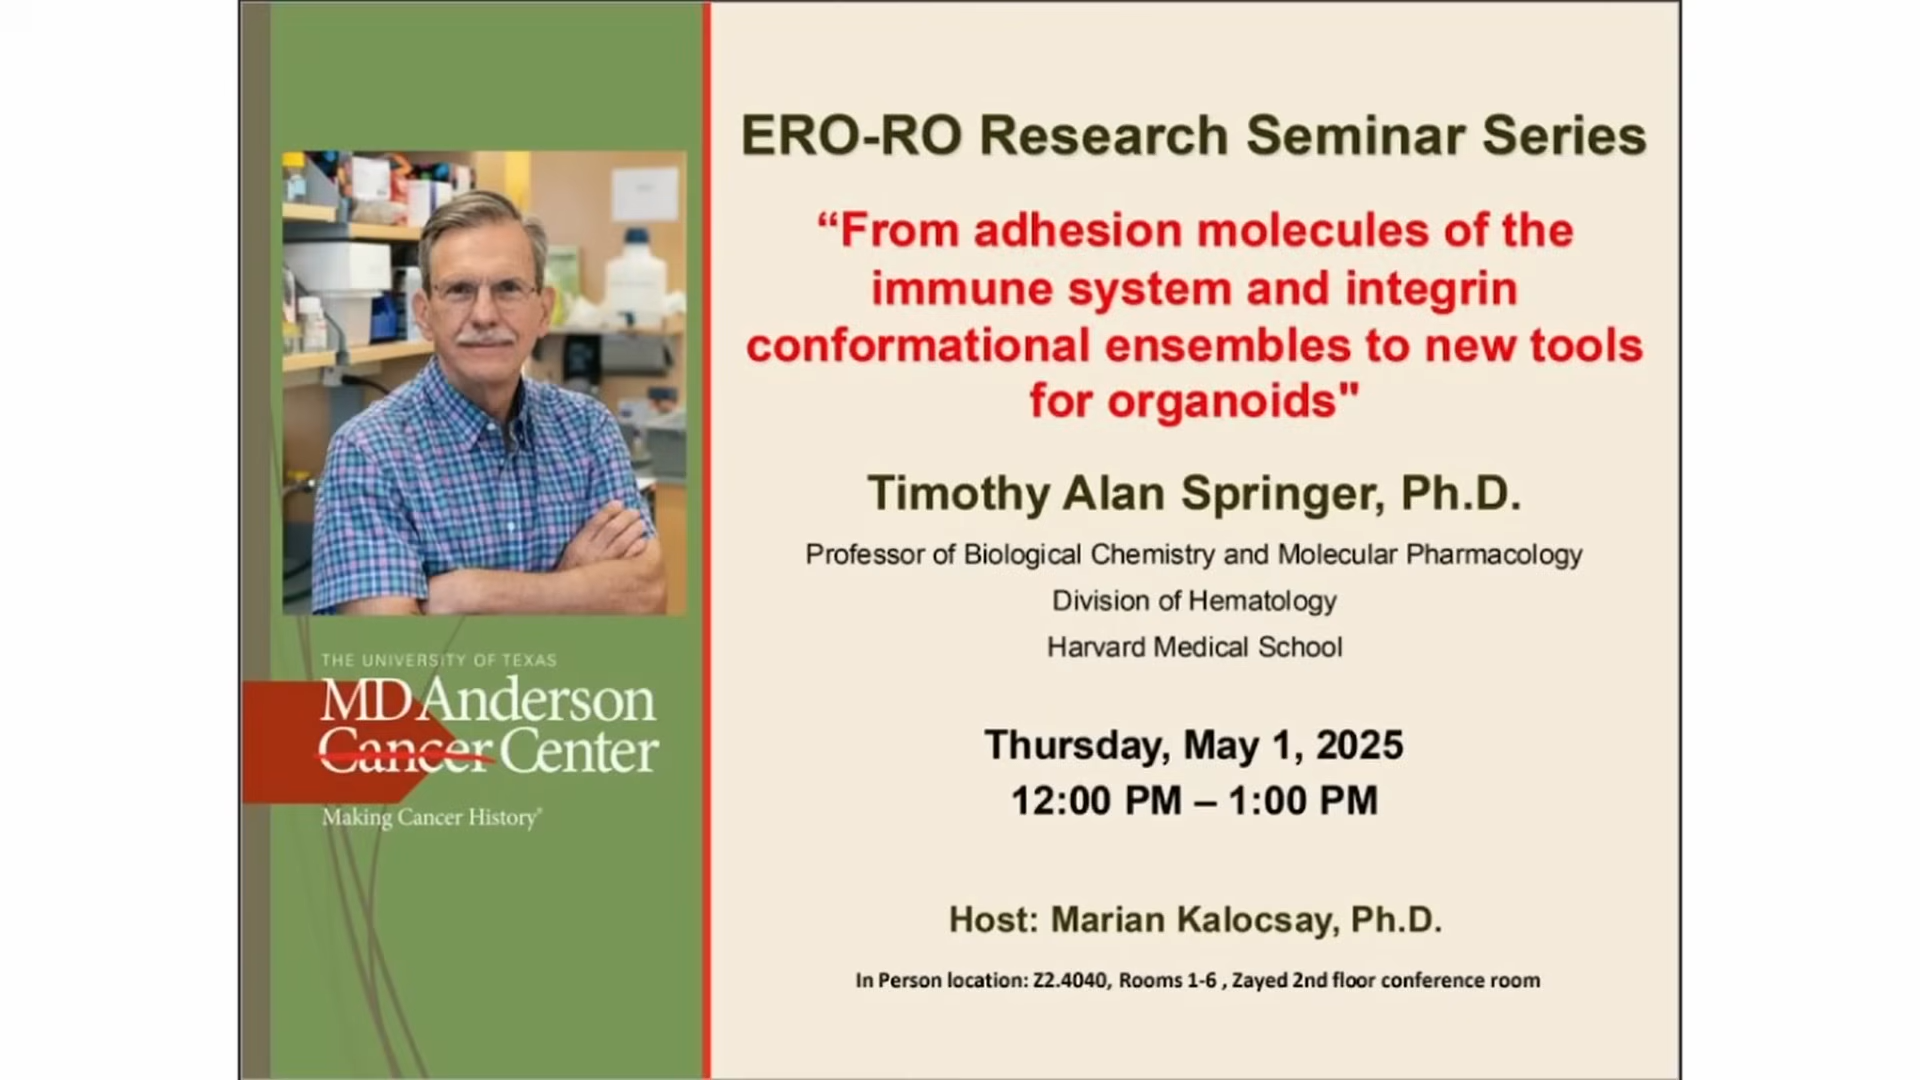 ERO-RO Research Seminar Series
“From adhesion molecules of the
immune system and integrin
conformational ensembles to new tools
for organoids"
Timothy Alan Springer, Ph.D.
Professor of Biological Chemistry and Molecular Pharmacology
Division of Hematology
Harvard Medical School
Thursday, May 1, 2025
12:00 PM – 1:00 PM
Host: Marian Kalocsay, Ph.D.
In Person location: Z2.4040, Rooms 1-6 , Zayed 2nd floor conference room
THE UNIVERSITY OF TEXAS
MD Anderson
Cancer Center
Making Cancer History®